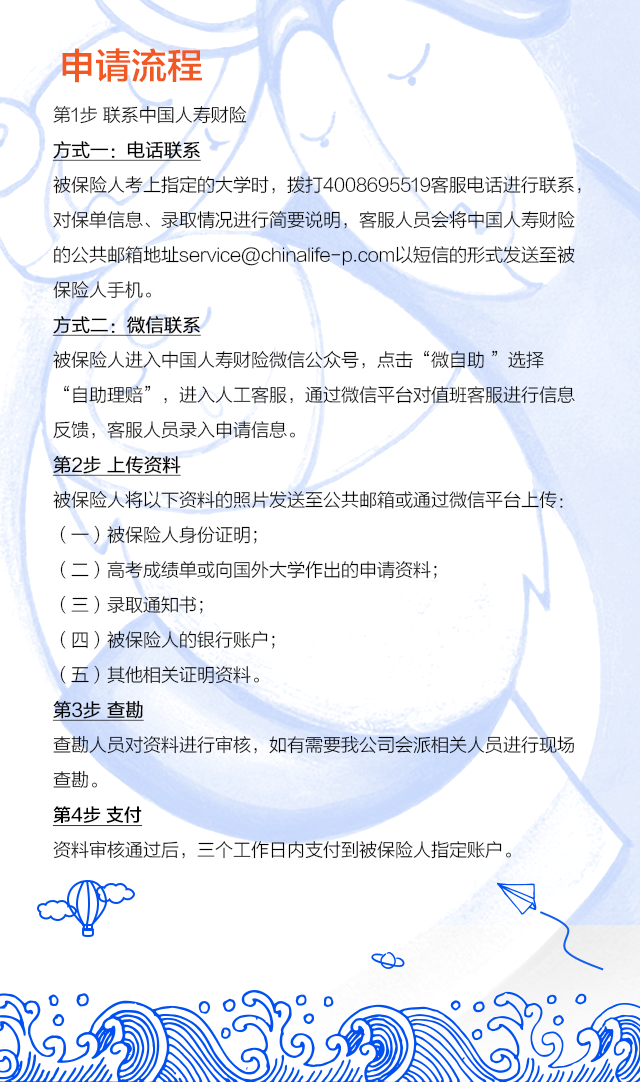 申请流程
第1步 联系中国人寿财险
方式一：电话联系
被保险人考上指定的大学时，拨打4008695519客服电话进行联系，
对保单信息、录取情况进行简要说明，客服人员会将中国人寿财险
的公共邮箱地址service@chinalife-p.com以短信的形式发送至被
保险人手机。
方式二：微信联系
被保险人进入中国人寿财险微信公众号，点击“微自助 ”选择
“自助理赔”，进入人工客服，通过微信平台对值班客服进行信息
反馈，客服人员录入申请信息。
第2步 上传资料
被保险人将以下资料的照片发送至公共邮箱或通过微信平台上传：
（一）被保险人身份证明；
（二）高考成绩单或向国外大学作出的申请资料；
（三）录取通知书；
（四）被保险人的银行账户；
（五）其他相关证明资料。
第3步 查勘
查勘人员对资料进行审核，如有需要我公司会派相关人员进行现场
查勘。
第4步 支付
资料审核通过后，三个工作日内支付到被保险人指定账户。